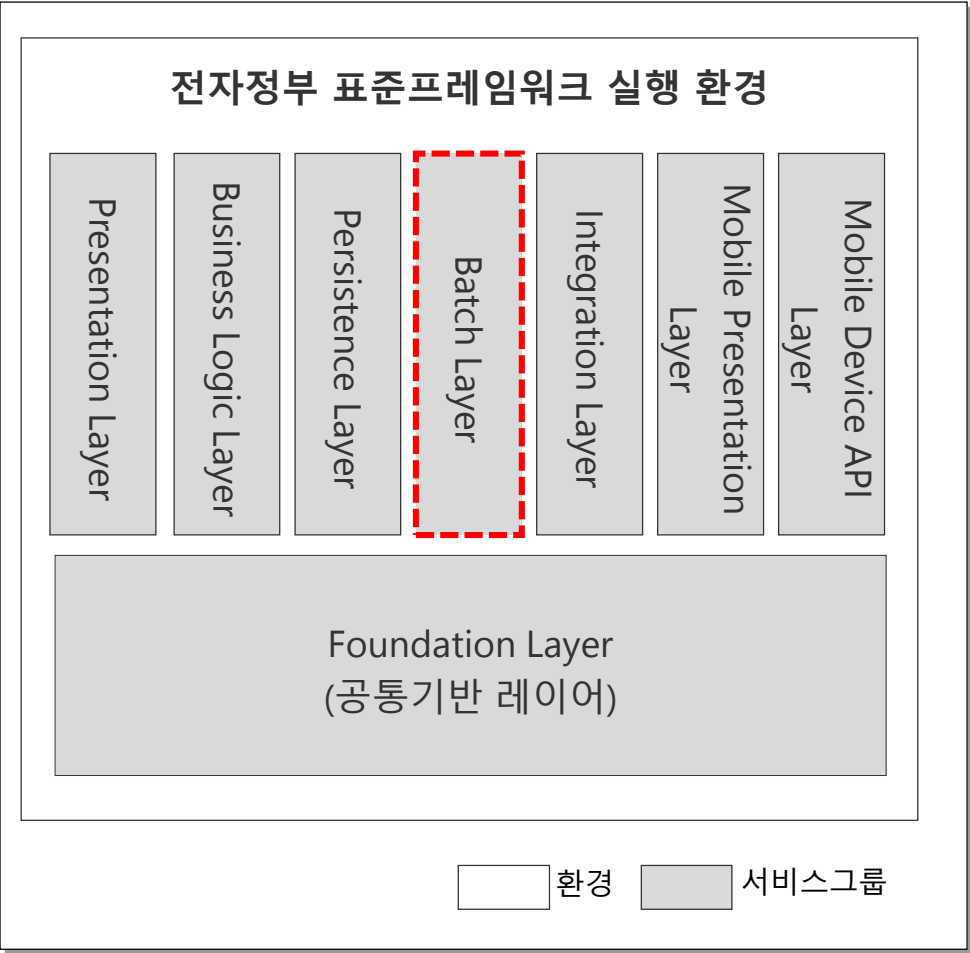 전자정부 표준프레임워크 실행 환경
Presentation Layer
Business Logic Layer
Persistence Layer
Batch Layer
Integration Layer
Mobile Presentation
Layer
Mobile Device API
Layer
Foundation Layer
(공통기반 레이어)
환경
서비스그룹